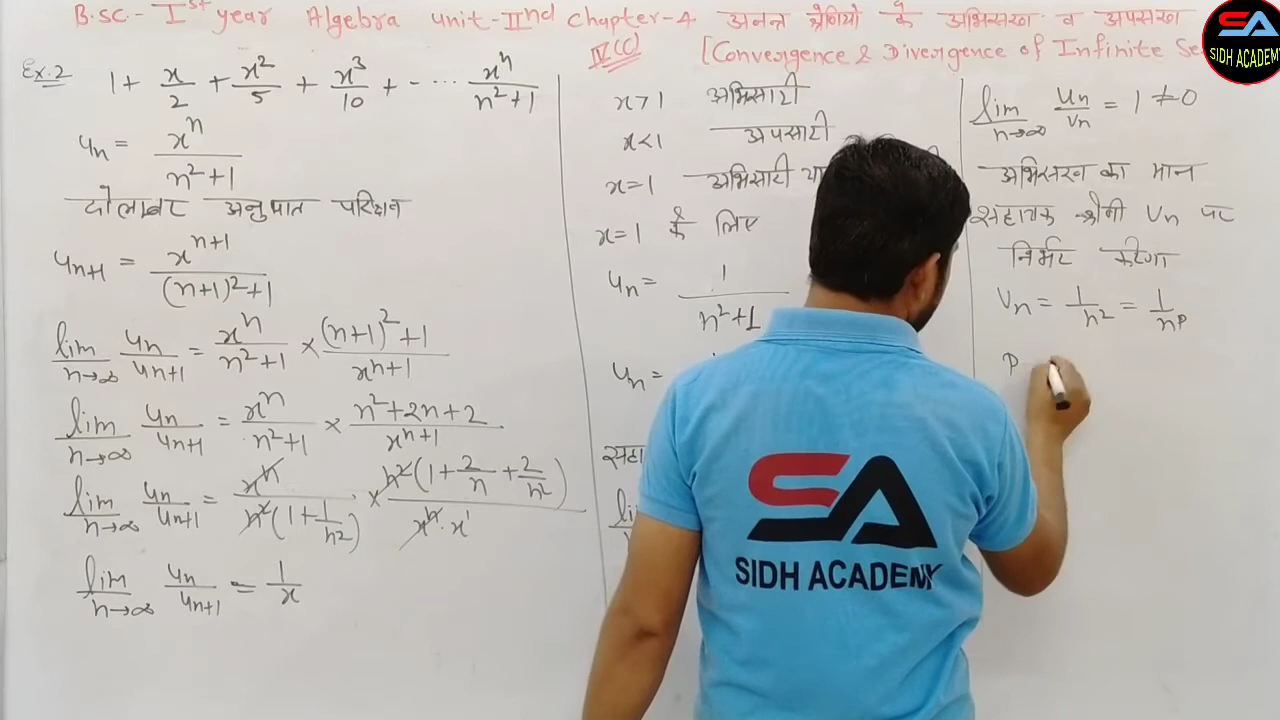 B.sc- Ist year Algebra unit-IInd chapter-4 अनन्त श्रेणियो के अभिसरण व अपसरण
IV(c) [Convergence & Divergence of Infinite Se
SA
SIDH ACADEMY
Ex.2 1 + x/2 + x²/5 + x³/10 + - .... xⁿ/n²+1
un = xⁿ/n²+1
अनुपात
un+1 = xⁿ⁺¹/(n+1)²+1
lim n→∞ un/un+1 = xⁿ/n²+1 × (n+1)²+1/xⁿ⁺¹
lim n→∞ un/un+1 = xⁿ/n²+1 × n²+2n+2/xⁿ⁺¹
lim n→∞ un/un+1 = xⁿ/n²(1+1/n²) × n²(1+2/n+2/n²)/xⁿ.x¹
lim n→∞ un/un+1 = 1/x
x>1 अभिसारी
x<1 अपसारी
x=1 अभिसारी
x=1 के लिए
un = 1/n²+1
un =
lim n→∞ un/vn = 1 ≠0
अभिसरण का मान
सहायक श्रेणी Vn पर
निर्भर करेगा
Vn = 1/n² = 1/nᴾ
P
SA
SIDH ACADEMY